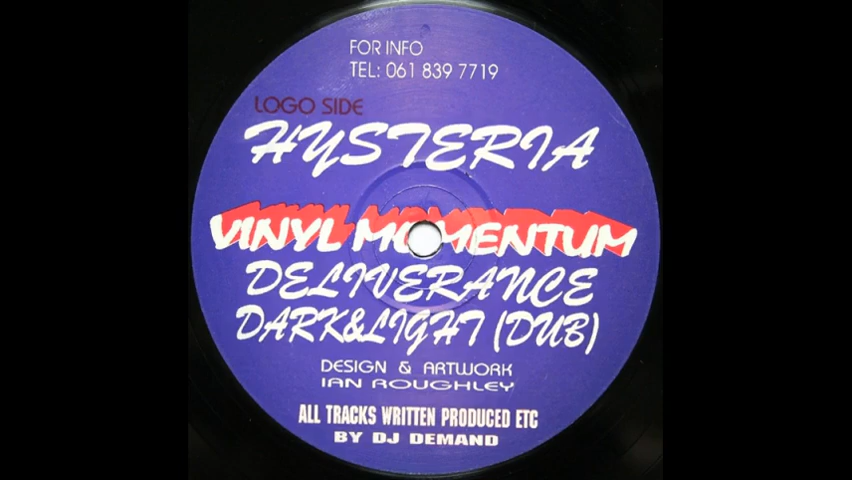 FOR INFO
TEL: 061 839 7719
LOGO SIDE
HYSTERIA
VINYL MOMENTUM
DELIVERANCE
DARK&LIGHT (DUB)
DESIGN & ARTWORK
IAN ROUGHLEY
ALL TRACKS WRITTEN PRODUCED ETC
BY DJ DEMAND